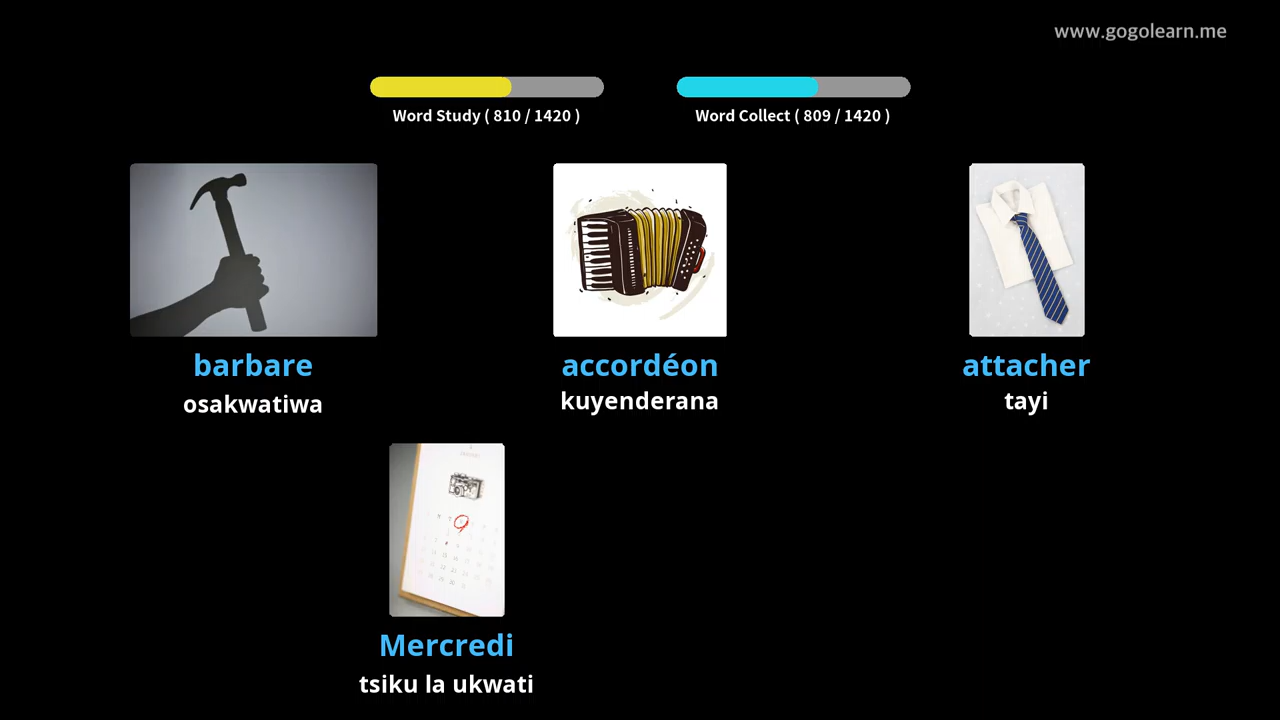 www.gogolearn.me
Word Study ( 810 / 1420 )
Word Collect ( 809 / 1420 )
barbare
osakwatiwa
accordéon
kuyenderana
attacher
tayi
Mercredi
tsiku la ukwati